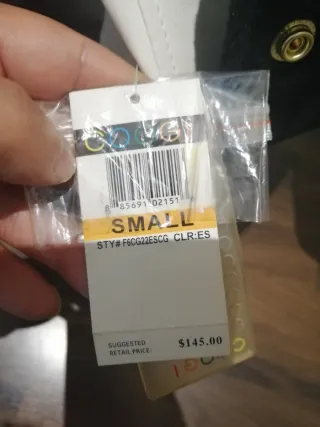 85691 02151
SMALL
STY# F6CG22ESCG CLR:ES
SUGGESTED
RETAIL PRICE: $145.00